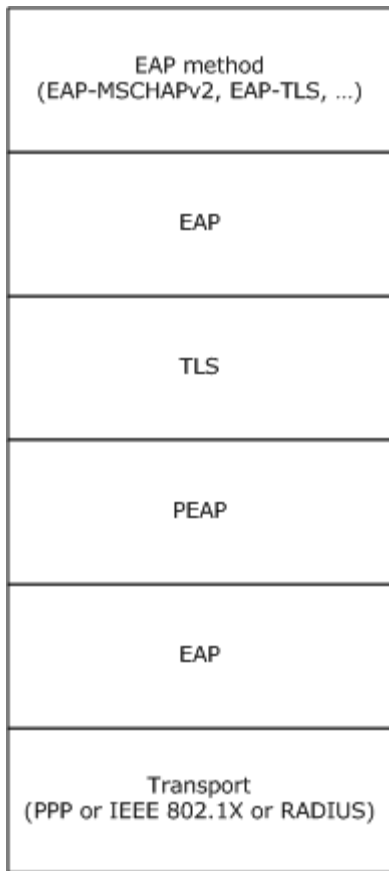 EAP method
(EAP-MSCHAPv2, EAP-TLS, ...)
EAP
TLS
PEAP
EAP
Transport
(PPP or IEEE 802.1X or RADIUS)